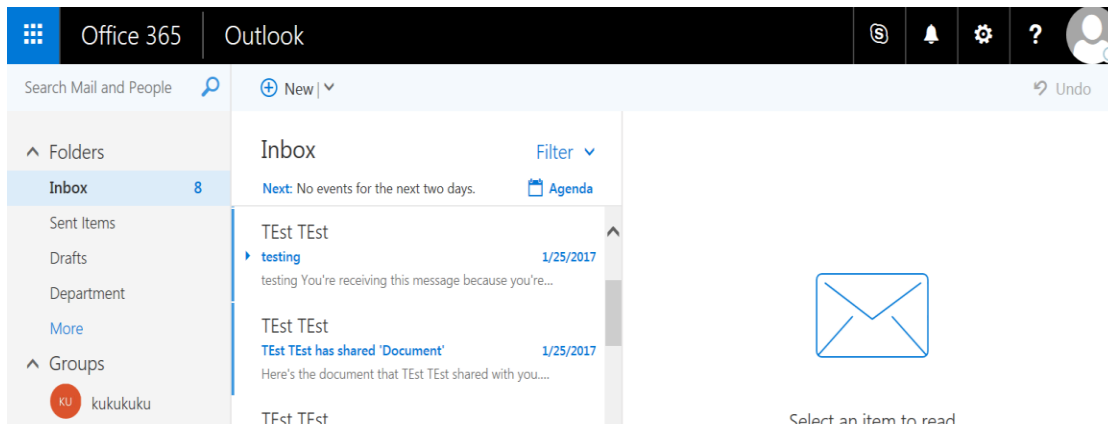 Office 365 Outlook
Search Mail and People New Undo
Folders
Inbox 8
Sent Items
Drafts
Department
More
Groups
KU kukukuku
Inbox Filter
Next: No events for the next two days. Agenda
TEst TEst
testing 1/25/2017
testing You're receiving this message because you're...
TEst TEst
TEst TEst has shared 'Document' 1/25/2017
Here's the document that TEst TEst shared with you....
TEst TEst
Select an item to read